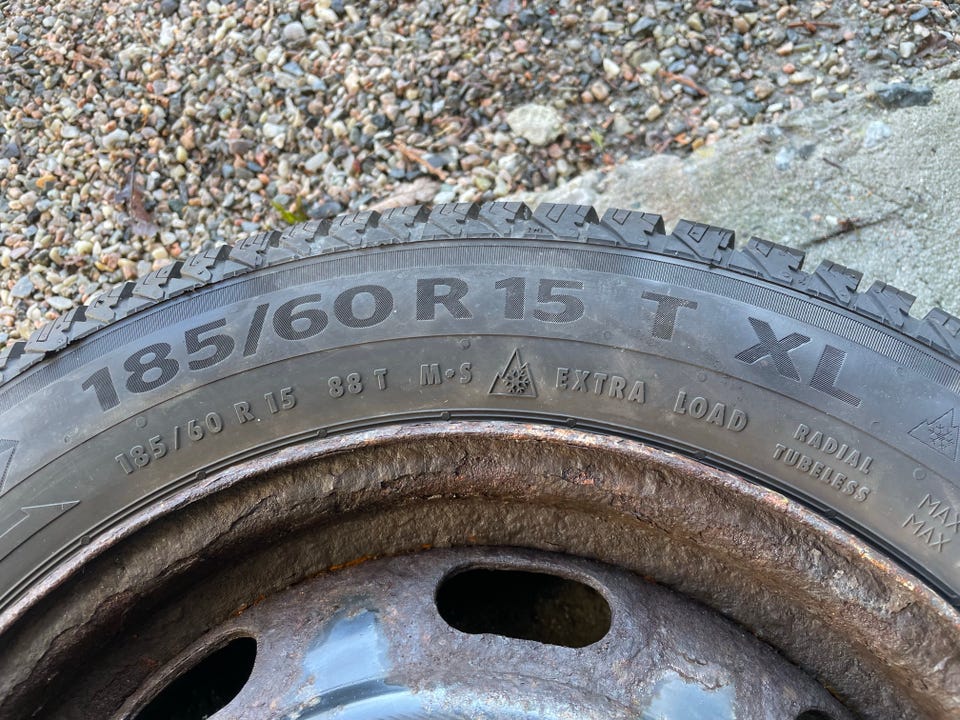 185/60 R 15 T XL
185/60 R 15 88 T M•S EXTRA LOAD
RADIAL
TUBELESS
MAX
MAX